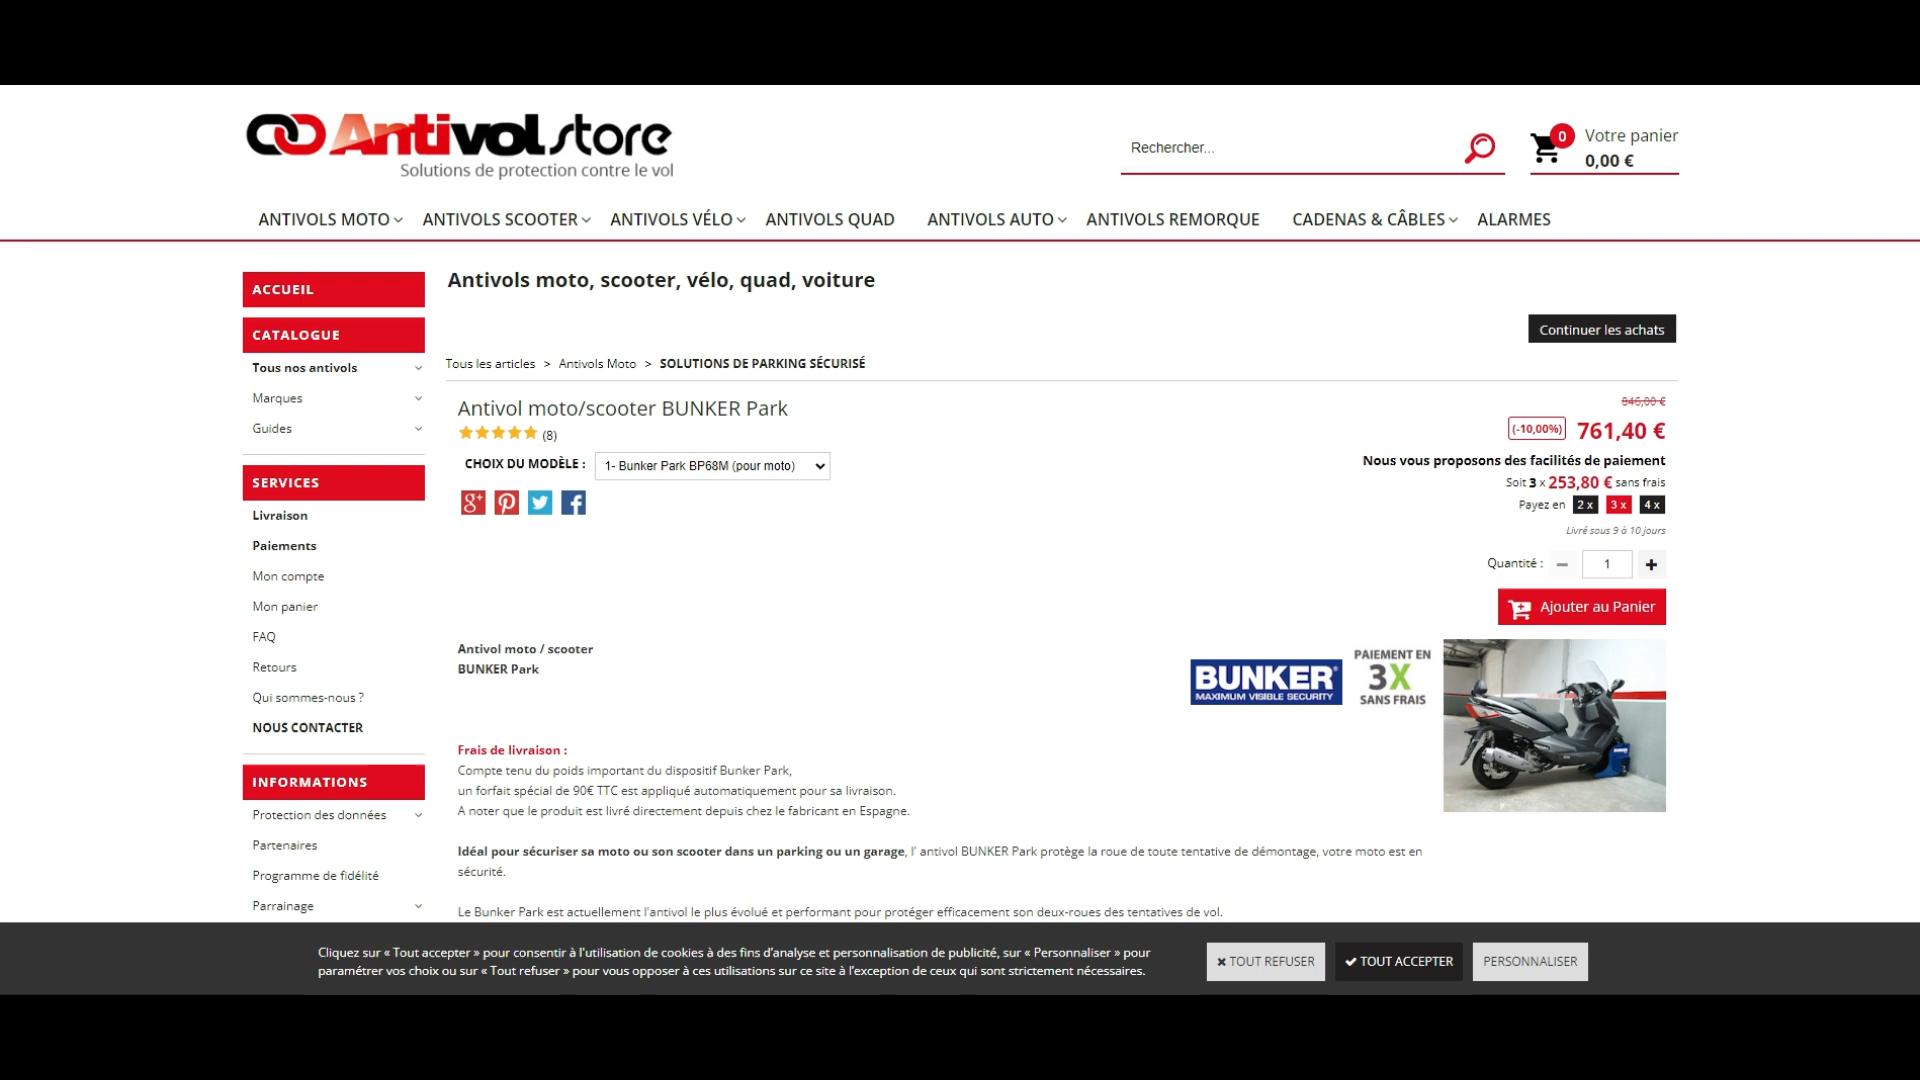 Antivol store
Solutions de protection contre le vol
Rechercher...
0
Votre panier
0,00 €
ANTIVOLS MOTO
ANTIVOLS SCOOTER
ANTIVOLS VÉLO
ANTIVOLS QUAD
ANTIVOLS AUTO
ANTIVOLS REMORQUE
CADENAS & CÂBLES
ALARMES
ACCUEIL
CATALOGUE
Tous nos antivols
Marques
Guides
SERVICES
Livraison
Paiements
Mon compte
Mon panier
FAQ
Retours
Qui sommes-nous ?
NOUS CONTACTER
INFORMATIONS
Protection des données
Partenaires
Programme de fidélité
Parrainage
Antivols moto, scooter, vélo, quad, voiture
Continuer les achats
Tous les articles > Antivols Moto > SOLUTIONS DE PARKING SÉCURISÉ
Antivol moto/scooter BUNKER Park
(8)
CHOIX DU MODÈLE : 1- Bunker Park BP68M (pour moto)
846,00 €
(-10,00%) 761,40 €
Nous vous proposons des facilités de paiement
Soit 3 x 253,80 € sans frais
Payez en 2 x 3 x 4 x
Livré sous 9 à 10 jours
Quantité : 1
Ajouter au Panier
Antivol moto / scooter
BUNKER Park
BUNKER
MAXIMUM VISIBLE SECURITY
PAIEMENT EN
3X
SANS FRAIS
Frais de livraison :
Compte tenu du poids important du dispositif Bunker Park,
un forfait spécial de 90€ TTC est appliqué automatiquement pour sa livraison.
A noter que le produit est livré directement depuis chez le fabricant en Espagne.
Idéal pour sécuriser sa moto ou son scooter dans un parking ou un garage, l' antivol BUNKER Park protège la roue de toute tentative de démontage, votre moto est en
sécurité.
Le Bunker Park est actuellement l'antivol le plus évolué et performant pour protéger efficacement son deux-roues des tentatives de vol.
Cliquez sur « Tout accepter » pour consentir à l'utilisation de cookies à des fins d'analyse et personnalisation de publicité, sur « Personnaliser » pour
paramétrer vos choix ou sur « Tout refuser » pour vous opposer à ces utilisations sur ce site à l'exception de ceux qui sont strictement nécessaires.
TOUT REFUSER
TOUT ACCEPTER
PERSONNALISER